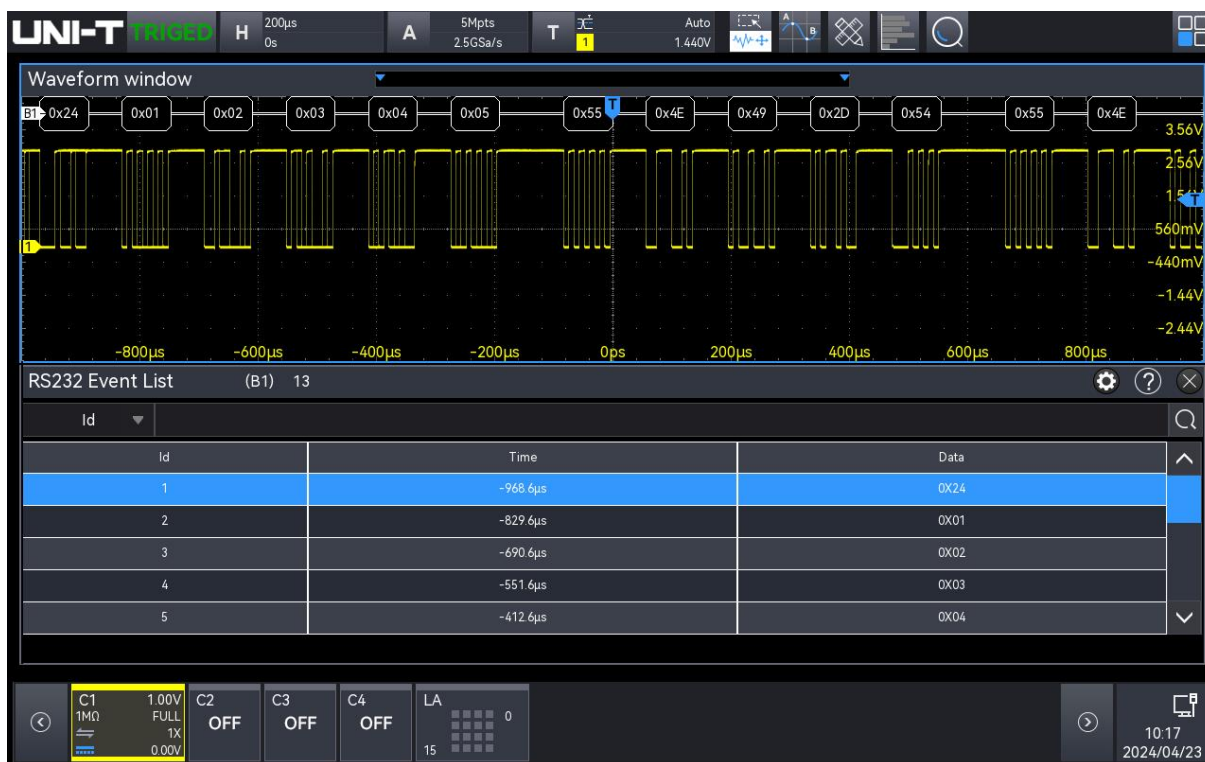 UNI-T TRIGED H 200µs A 5Mpts T Auto
0s 2.5GSa/s 1 1.440V A B
Waveform window
B1 0x24 0x01 0x02 0x03 0x04 0x05 0x55 T 0x4E 0x49 0x2D 0x54 0x55 0x4E
3.56V
2.56V
T
560mV
1
-440mV
-1.44V
-2.44V
-800µs -600µs -400µs -200µs 0ps 200µs 400µs 600µs 800µs
RS232 Event List (B1) 13 ?
Id
Id Time Data
1 -968.6µs 0X24
2 -829.6µs 0X01
3 -690.6µs 0X02
4 -551.6µs 0X03
5 -412.6µs 0X04
C1 1.00V C2 C3 C4 LA
1MΩ FULL OFF OFF OFF 0
1X
0.00V 15
10:17
2024/04/23